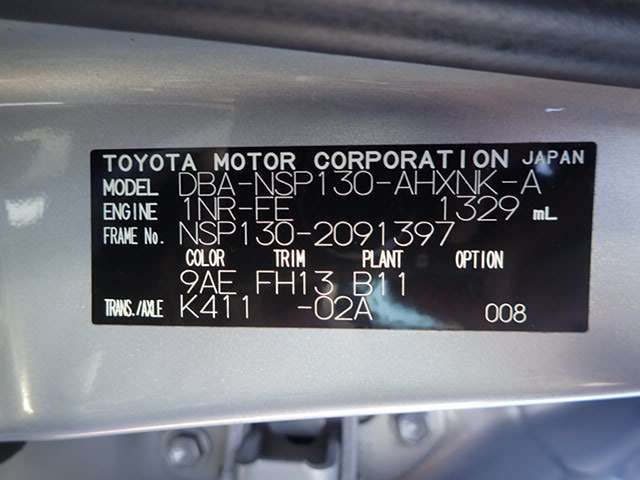 TOYOTA MOTOR CORPORATION JAPAN
MODEL DBA-NSP130-AHXNK-A
ENGINE 1NR-FE 1329 mL
FRAME No. NSP130-2091397
COLOR TRIM PLANT OPTION
9AE FH13 B11
TRANS./AXLE K411 -02A 008